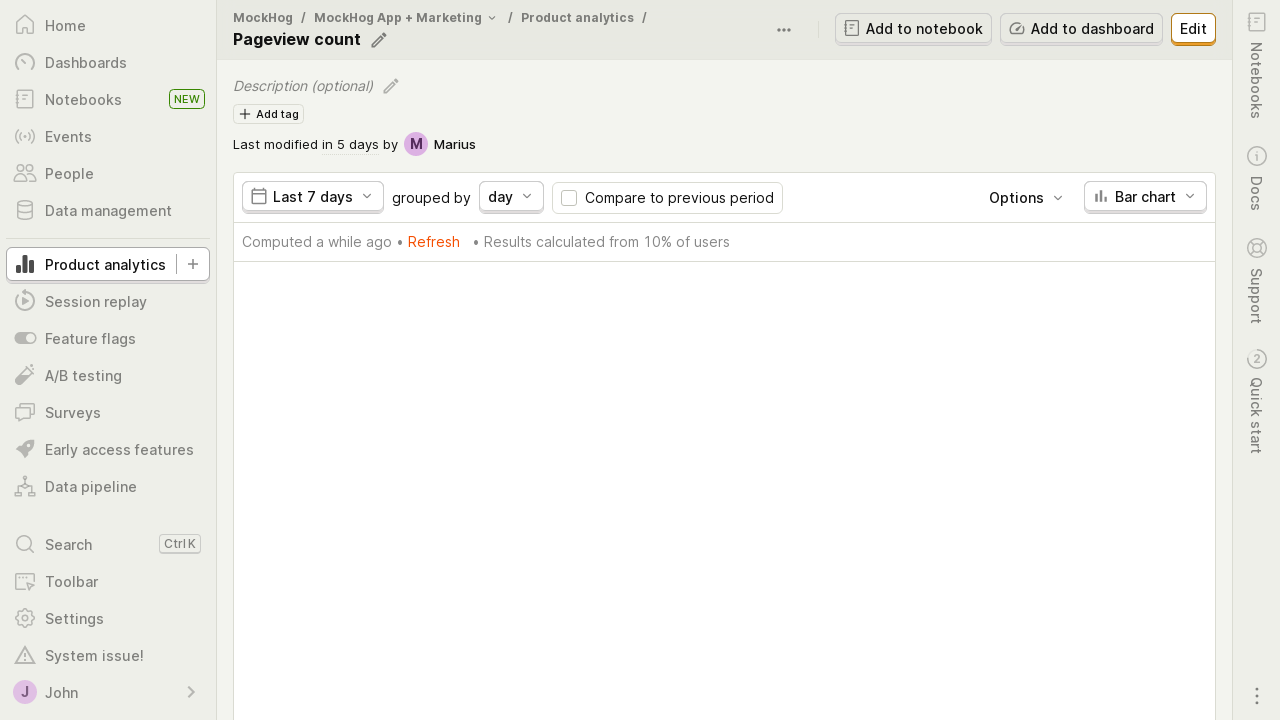 Home
Dashboards
Notebooks NEW
Events
People
Data management
Product analytics
Session replay
Feature flags
A/B testing
Surveys
Early access features
Data pipeline
Search Ctrl K
Toolbar
Settings
System issue!
J John
MockHog / MockHog App + Marketing / Product analytics /
Pageview count
Add to notebook Add to dashboard Edit
Description (optional)
Add tag
Last modified in 5 days by M Marius
Last 7 days grouped by day Compare to previous period Options Bar chart
Computed a while ago • Refresh • Results calculated from 10% of users
Notebooks
Docs
Support
2 Quick start